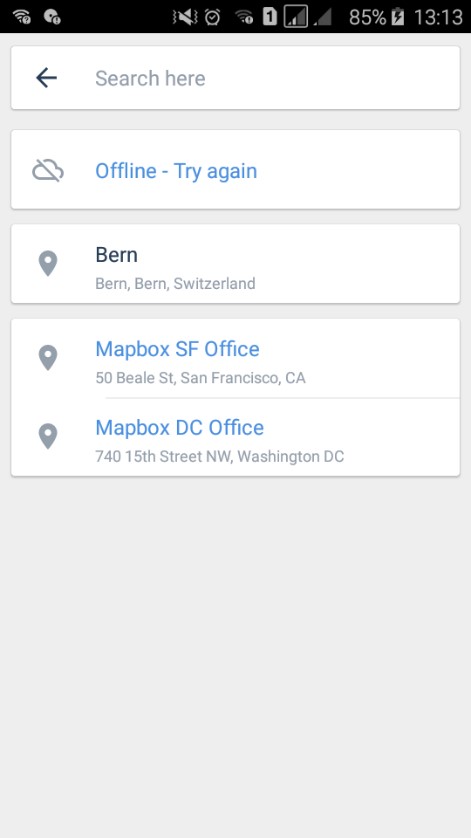 1 85% 13:13
Search here
Offline - Try again
Bern
Bern, Bern, Switzerland
Mapbox SF Office
50 Beale St, San Francisco, CA
Mapbox DC Office
740 15th Street NW, Washington DC